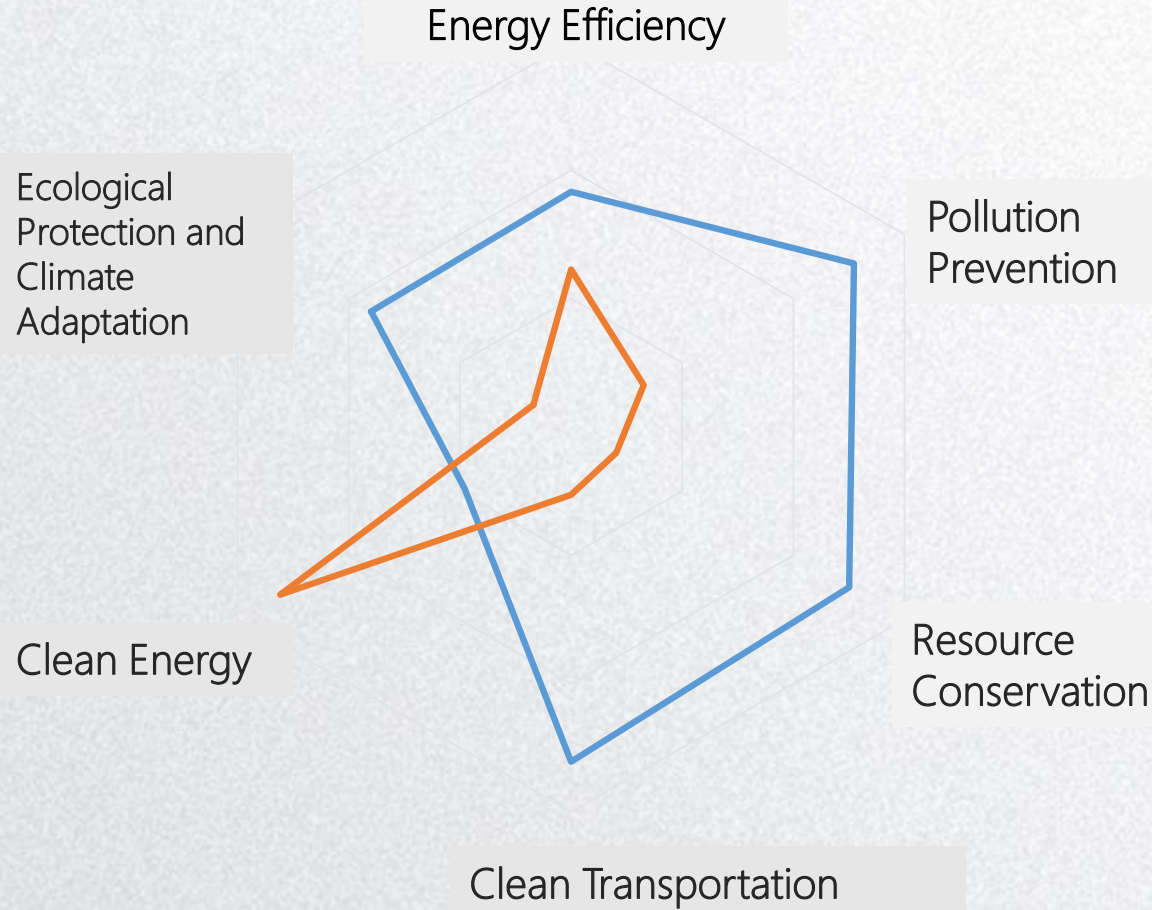 Energy Efficiency
Pollution
Prevention
Resource
Conservation
Clean Transportation
Clean Energy
Ecological
Protection and
Climate
Adaptation